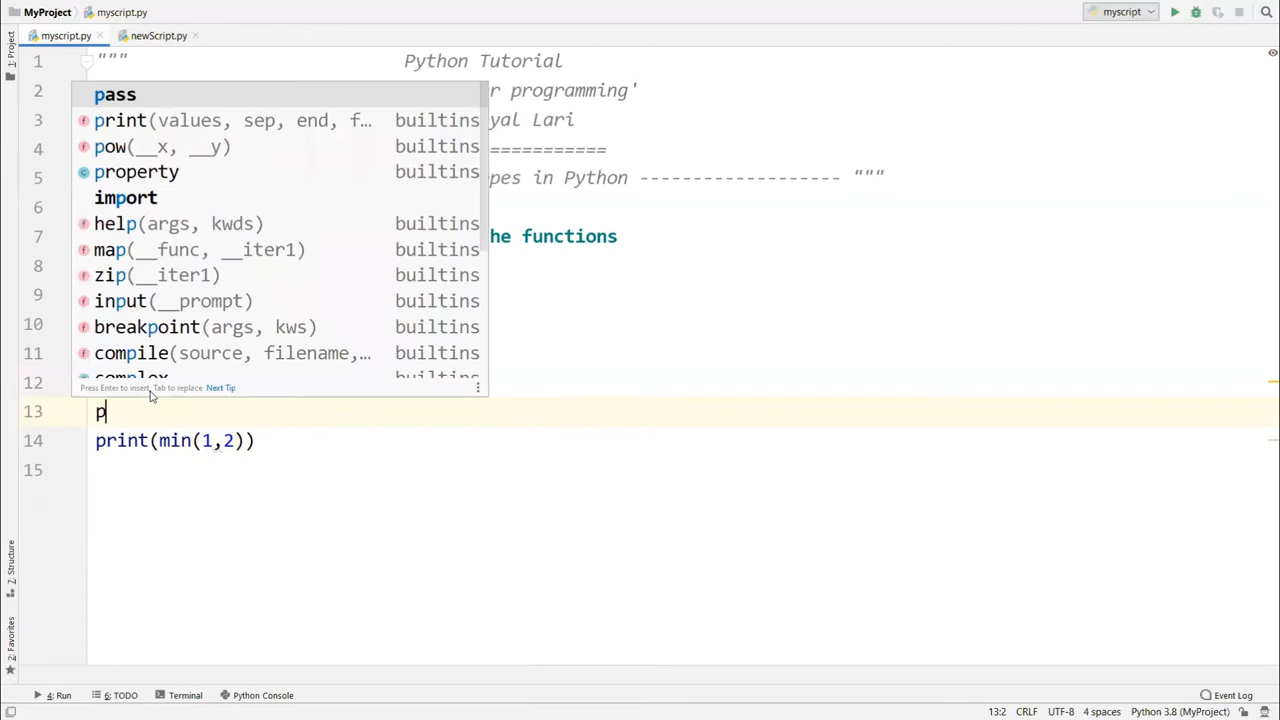 MyProject myscript.py myscript
myscript.py newScript.py
1: Project
1 """ Python Tutorial
2 r programming'
3 yal Lari
4 ===========
5 pes in Python ------------------- """
6
7 he functions
8
9
10
11
12
pass
print(values, sep, end, f… builtins
pow(__x, __y) builtins
property builtins
import
help(args, kwds) builtins
map(__func, __iter1) builtins
zip(__iter1) builtins
input(__prompt) builtins
breakpoint(args, kws) builtins
compile(source, filename,… builtins
complex builtins
Press Enter to insert, Tab to replace Next Tip
13 p
14 print(min(1,2))
15
7: Structure
2: Favorites
4: Run 6: TODO Terminal Python Console Event Log
13:2 CRLF UTF-8 4 spaces Python 3.8 (MyProject)